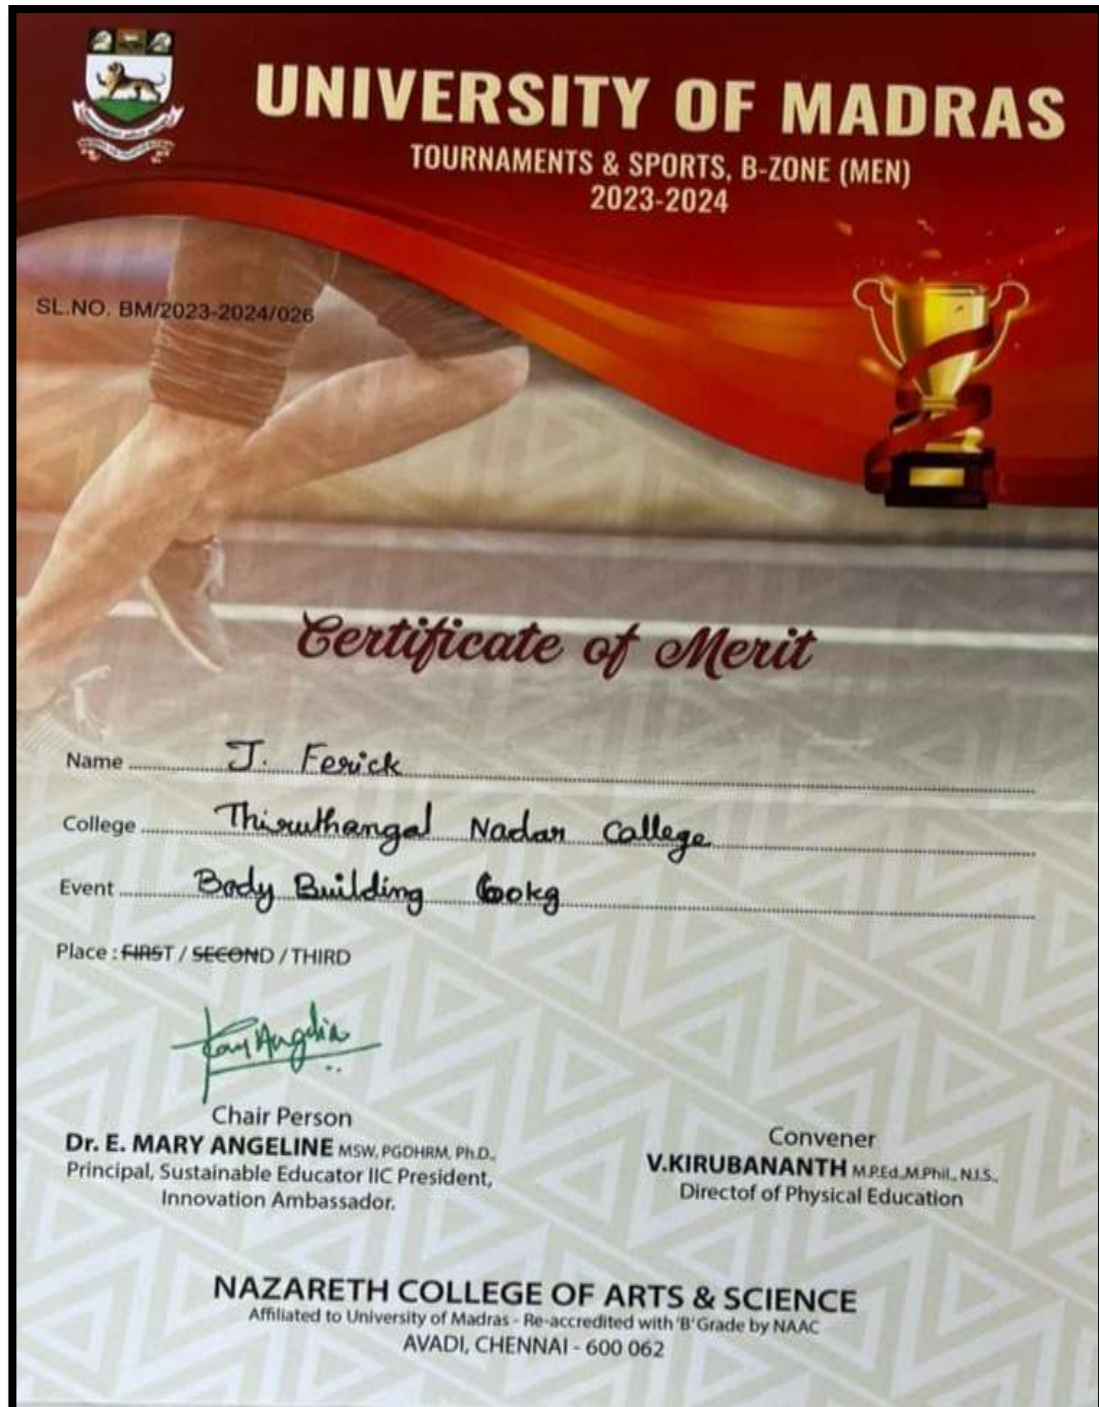 UNIVERSITY OF MADRAS
TOURNAMENTS & SPORTS, B-ZONE (MEN)
2023-2024
SL.NO. BM/2023-2024/026
Certificate of Merit
Name J. Ferick
College Thiruthangal Nadar College
Event Body Building 60kg
Place : FIRST / SECOND / THIRD
Chair Person
Dr. E. MARY ANGELINE MSW, PGDHRM, Ph.D.,
Principal, Sustainable Educator IIC President,
Innovation Ambassador.
Convener
V.KIRUBANANTH M.P.Ed.,M.Phil., N.I.S.,
Directof of Physical Education
NAZARETH COLLEGE OF ARTS & SCIENCE
Affiliated to University of Madras - Re-accredited with 'B' Grade by NAAC
AVADI, CHENNAI - 600 062